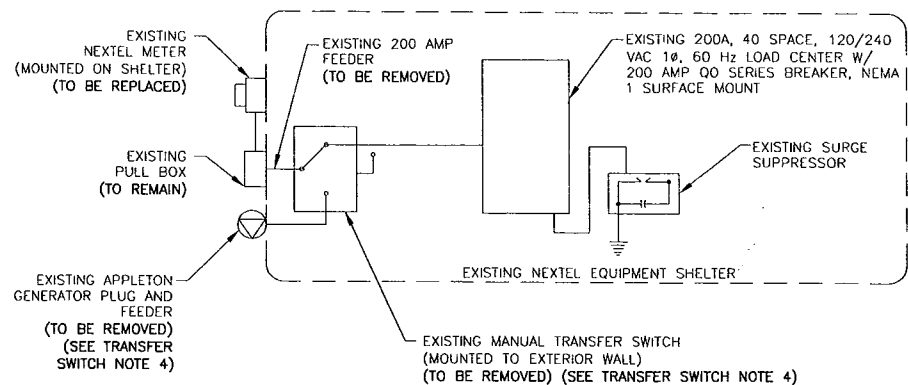 EXISTING
NEXTEL METER
(MOUNTED ON SHELTER)
(TO BE REPLACED)
EXISTING 200 AMP
FEEDER
(TO BE REMOVED)
EXISTING 200A, 40 SPACE, 120/240
VAC 1ø, 60 Hz LOAD CENTER W/
200 AMP QO SERIES BREAKER, NEMA
1 SURFACE MOUNT
EXISTING
PULL BOX
(TO REMAIN)
EXISTING SURGE
SUPPRESSOR
EXISTING NEXTEL EQUIPMENT SHELTER
EXISTING APPLETON
GENERATOR PLUG AND
FEEDER
(TO BE REMOVED)
(SEE TRANSFER
SWITCH NOTE 4)
EXISTING MANUAL TRANSFER SWITCH
(MOUNTED TO EXTERIOR WALL)
(TO BE REMOVED) (SEE TRANSFER SWITCH NOTE 4)